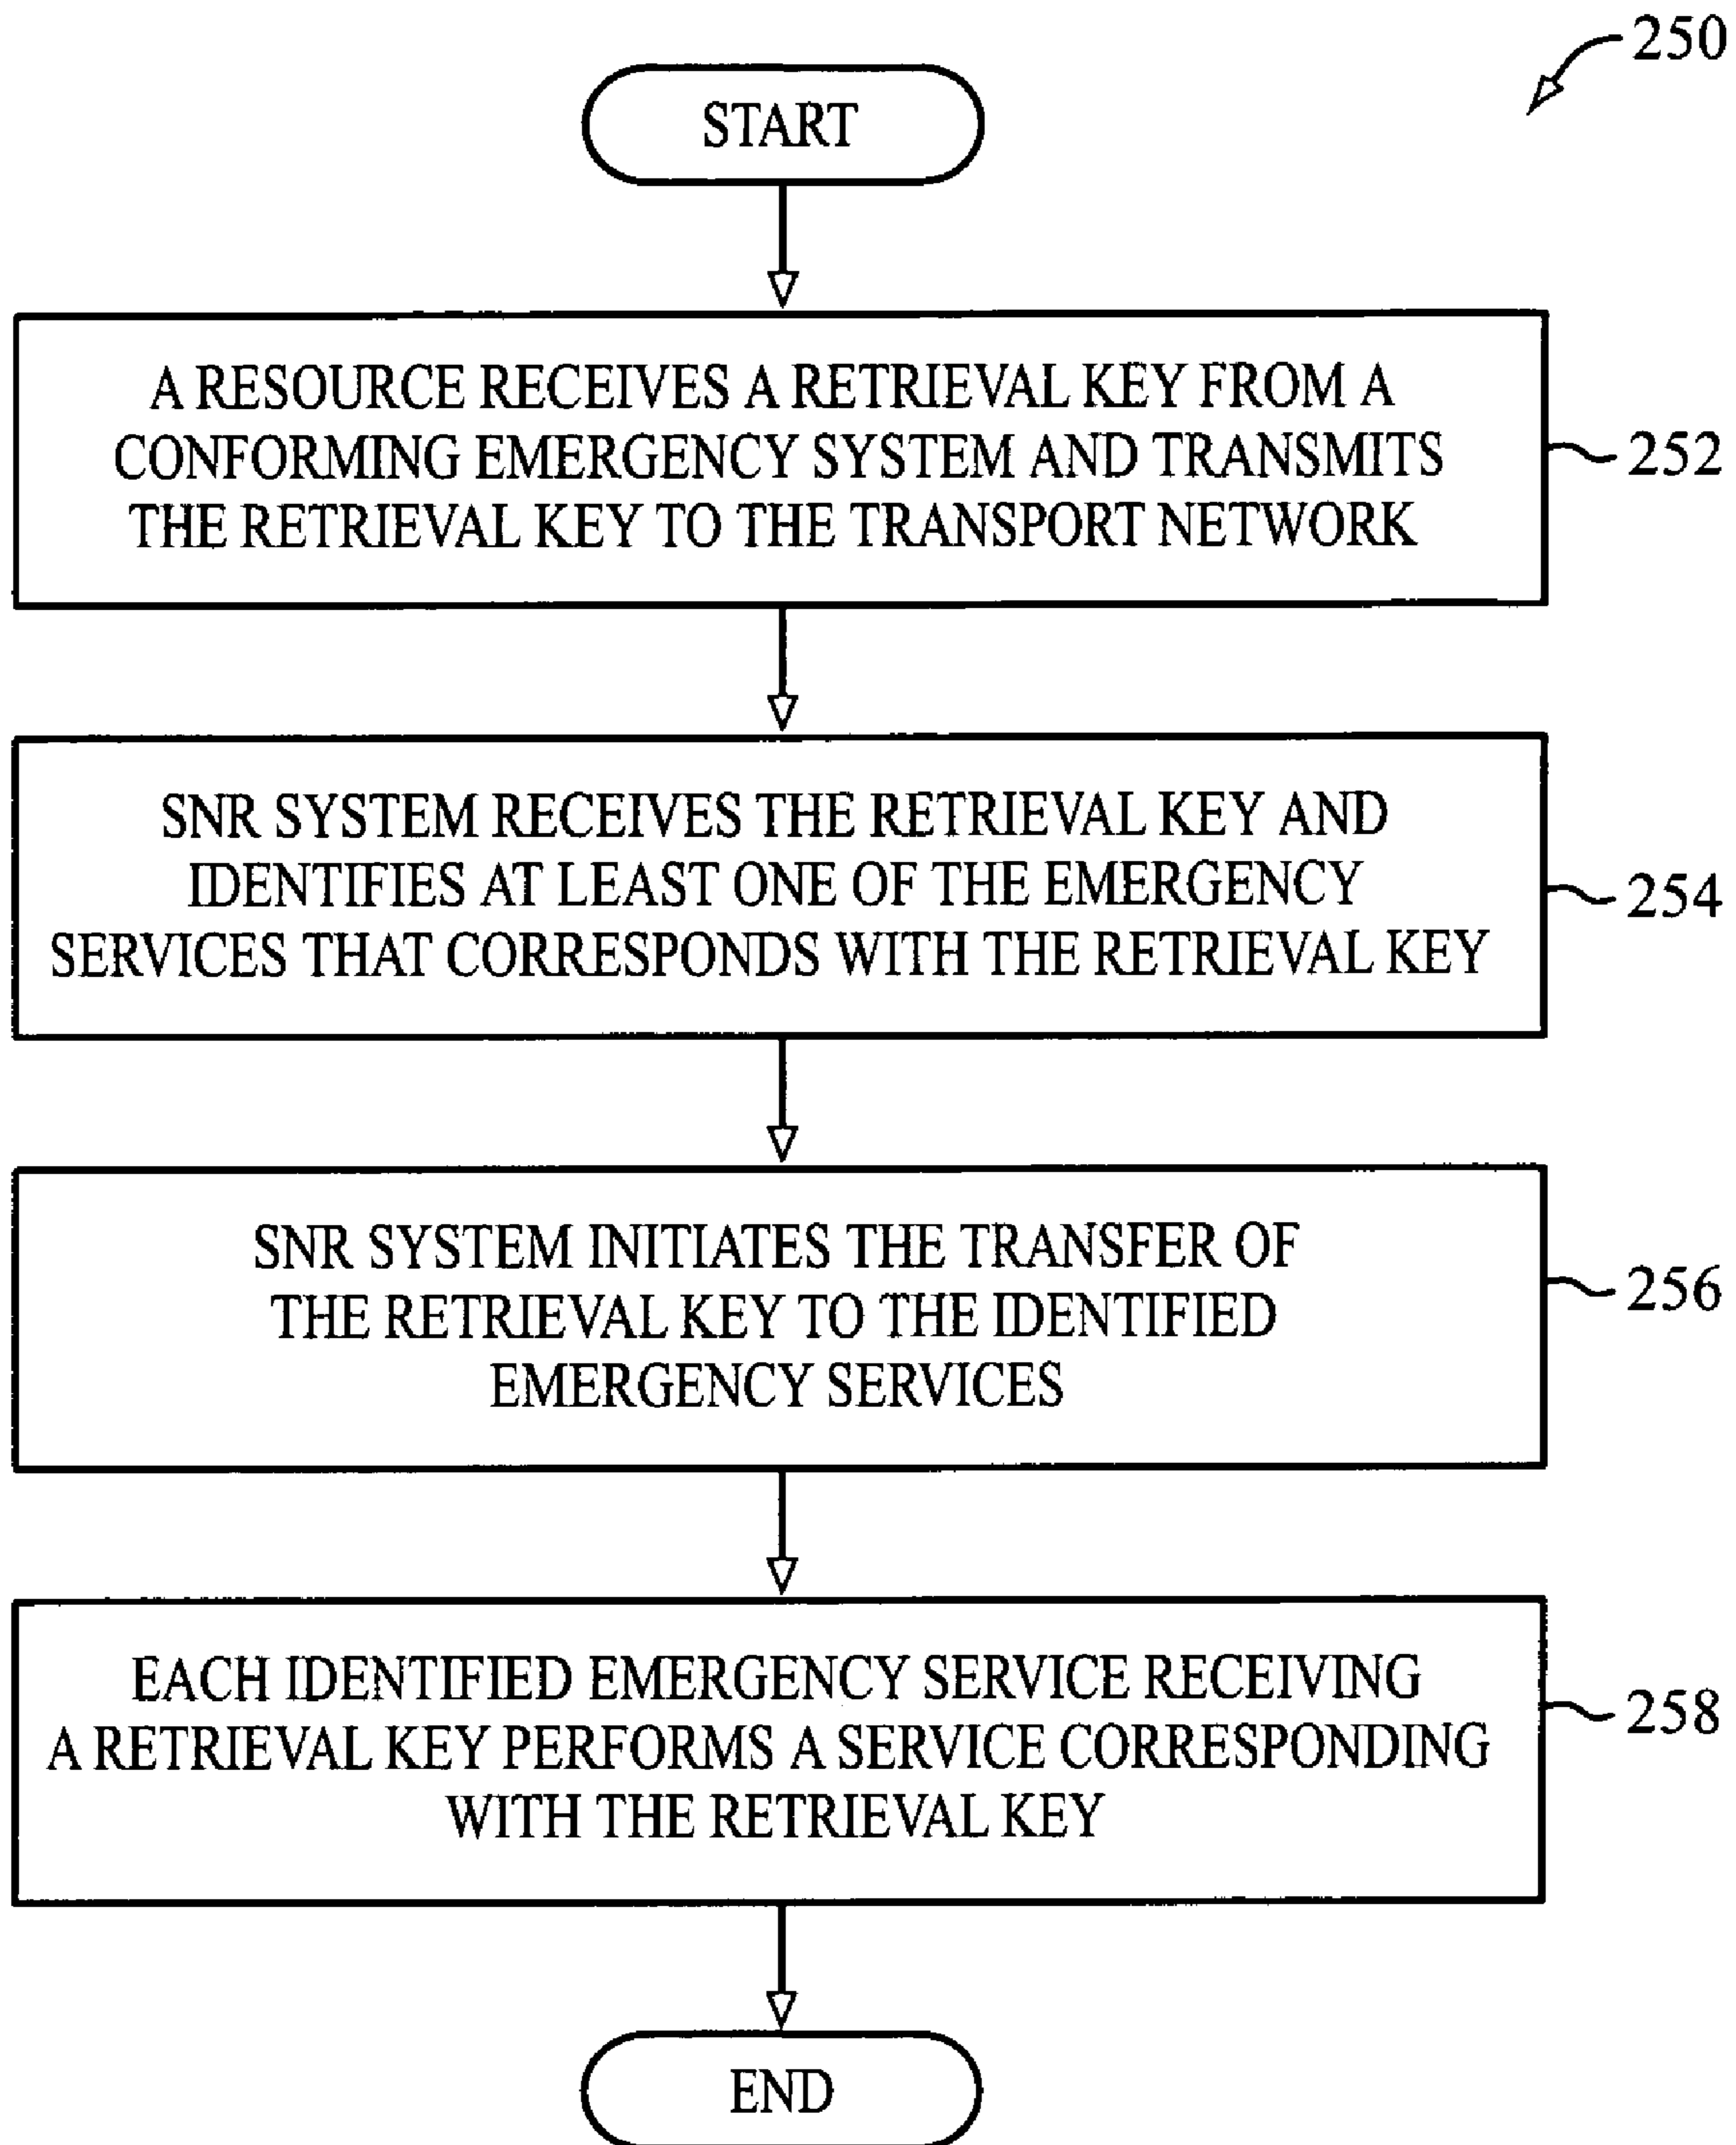 250
START
A RESOURCE RECEIVES A RETRIEVAL KEY FROM A
CONFORMING EMERGENCY SYSTEM AND TRANSMITS
THE RETRIEVAL KEY TO THE TRANSPORT NETWORK
252
SNR SYSTEM RECEIVES THE RETRIEVAL KEY AND
IDENTIFIES AT LEAST ONE OF THE EMERGENCY
SERVICES THAT CORRESPONDS WITH THE RETRIEVAL KEY
254
SNR SYSTEM INITIATES THE TRANSFER OF
THE RETRIEVAL KEY TO THE IDENTIFIED
EMERGENCY SERVICES
256
EACH IDENTIFIED EMERGENCY SERVICE RECEIVING
A RETRIEVAL KEY PERFORMS A SERVICE CORRESPONDING
WITH THE RETRIEVAL KEY
258
END